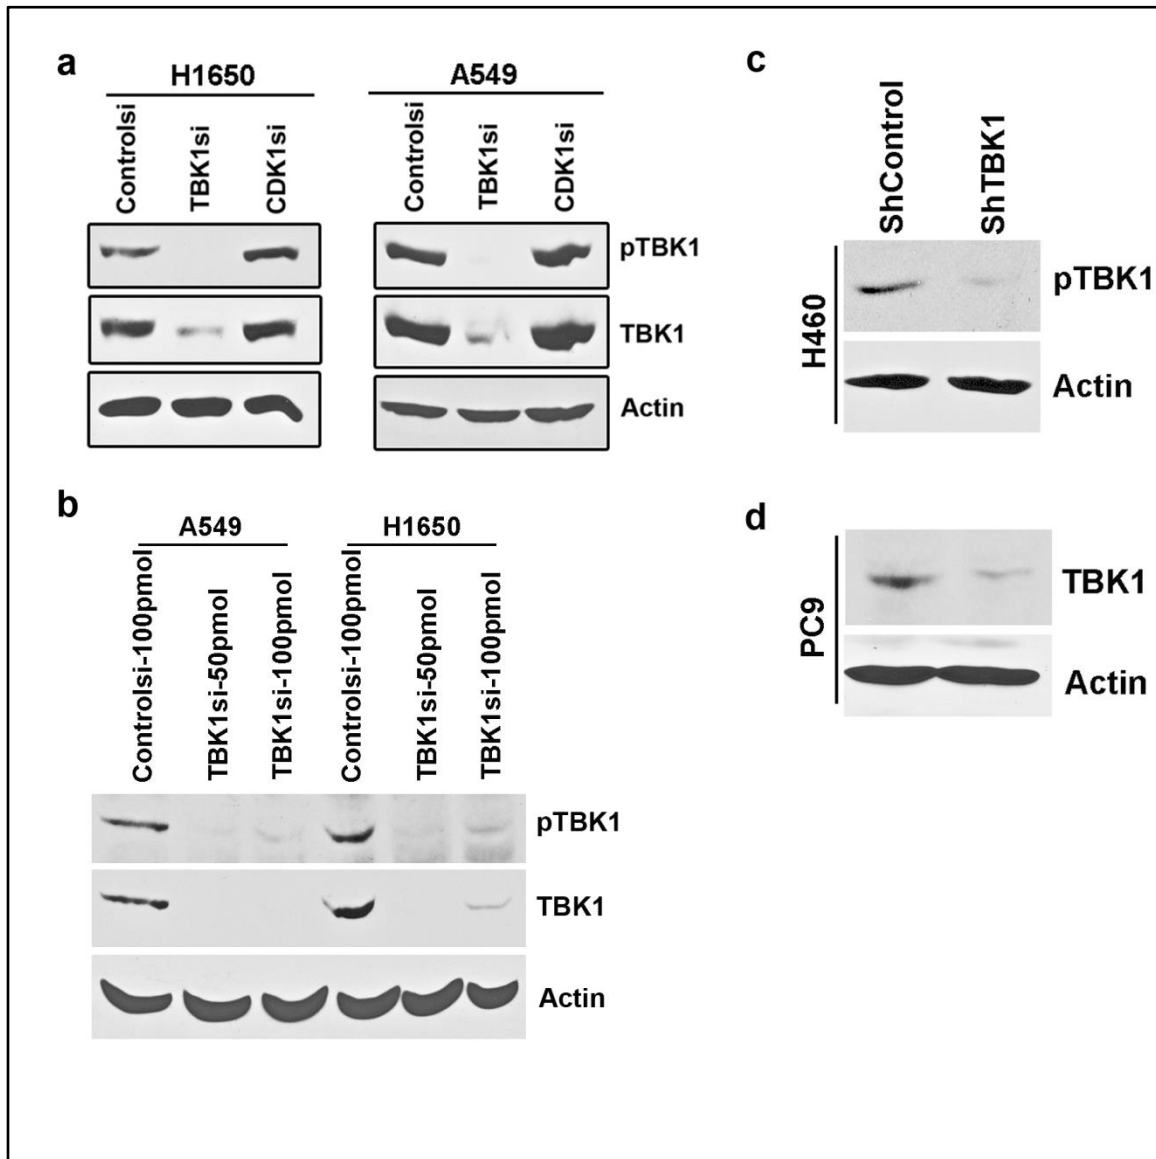 a
H1650
A549
Controlsi
TBK1si
CDK1si
Controlsi
TBK1si
CDK1si
pTBK1
TBK1
Actin
b
A549
H1650
Controlsi-100pmol
TBK1si-50pmol
TBK1si-100pmol
Controlsi-100pmol
TBK1si-50pmol
TBK1si-100pmol
pTBK1
TBK1
Actin
c
ShControl
ShTBK1
H460
pTBK1
Actin
d
PC9
TBK1
Actin